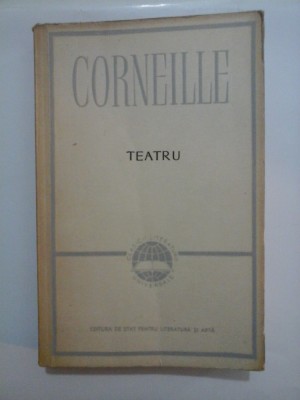 CORNEILLE
TEATRU
EDITURA DE STAT PENTRU LITERATURĂ ȘI ARTĂ